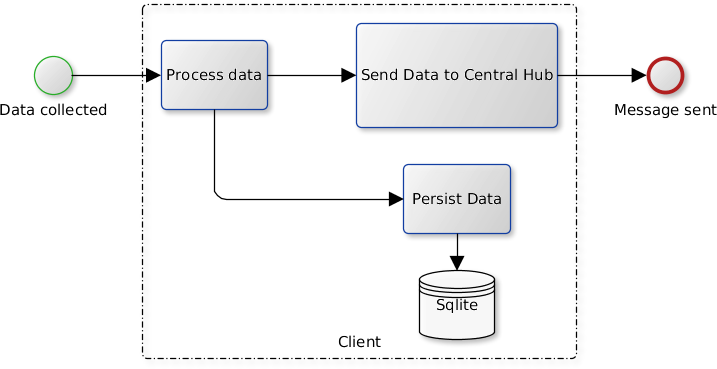 Process data
Send Data to Central Hub
Data collected
Message sent
Persist Data
Sqlite
Client